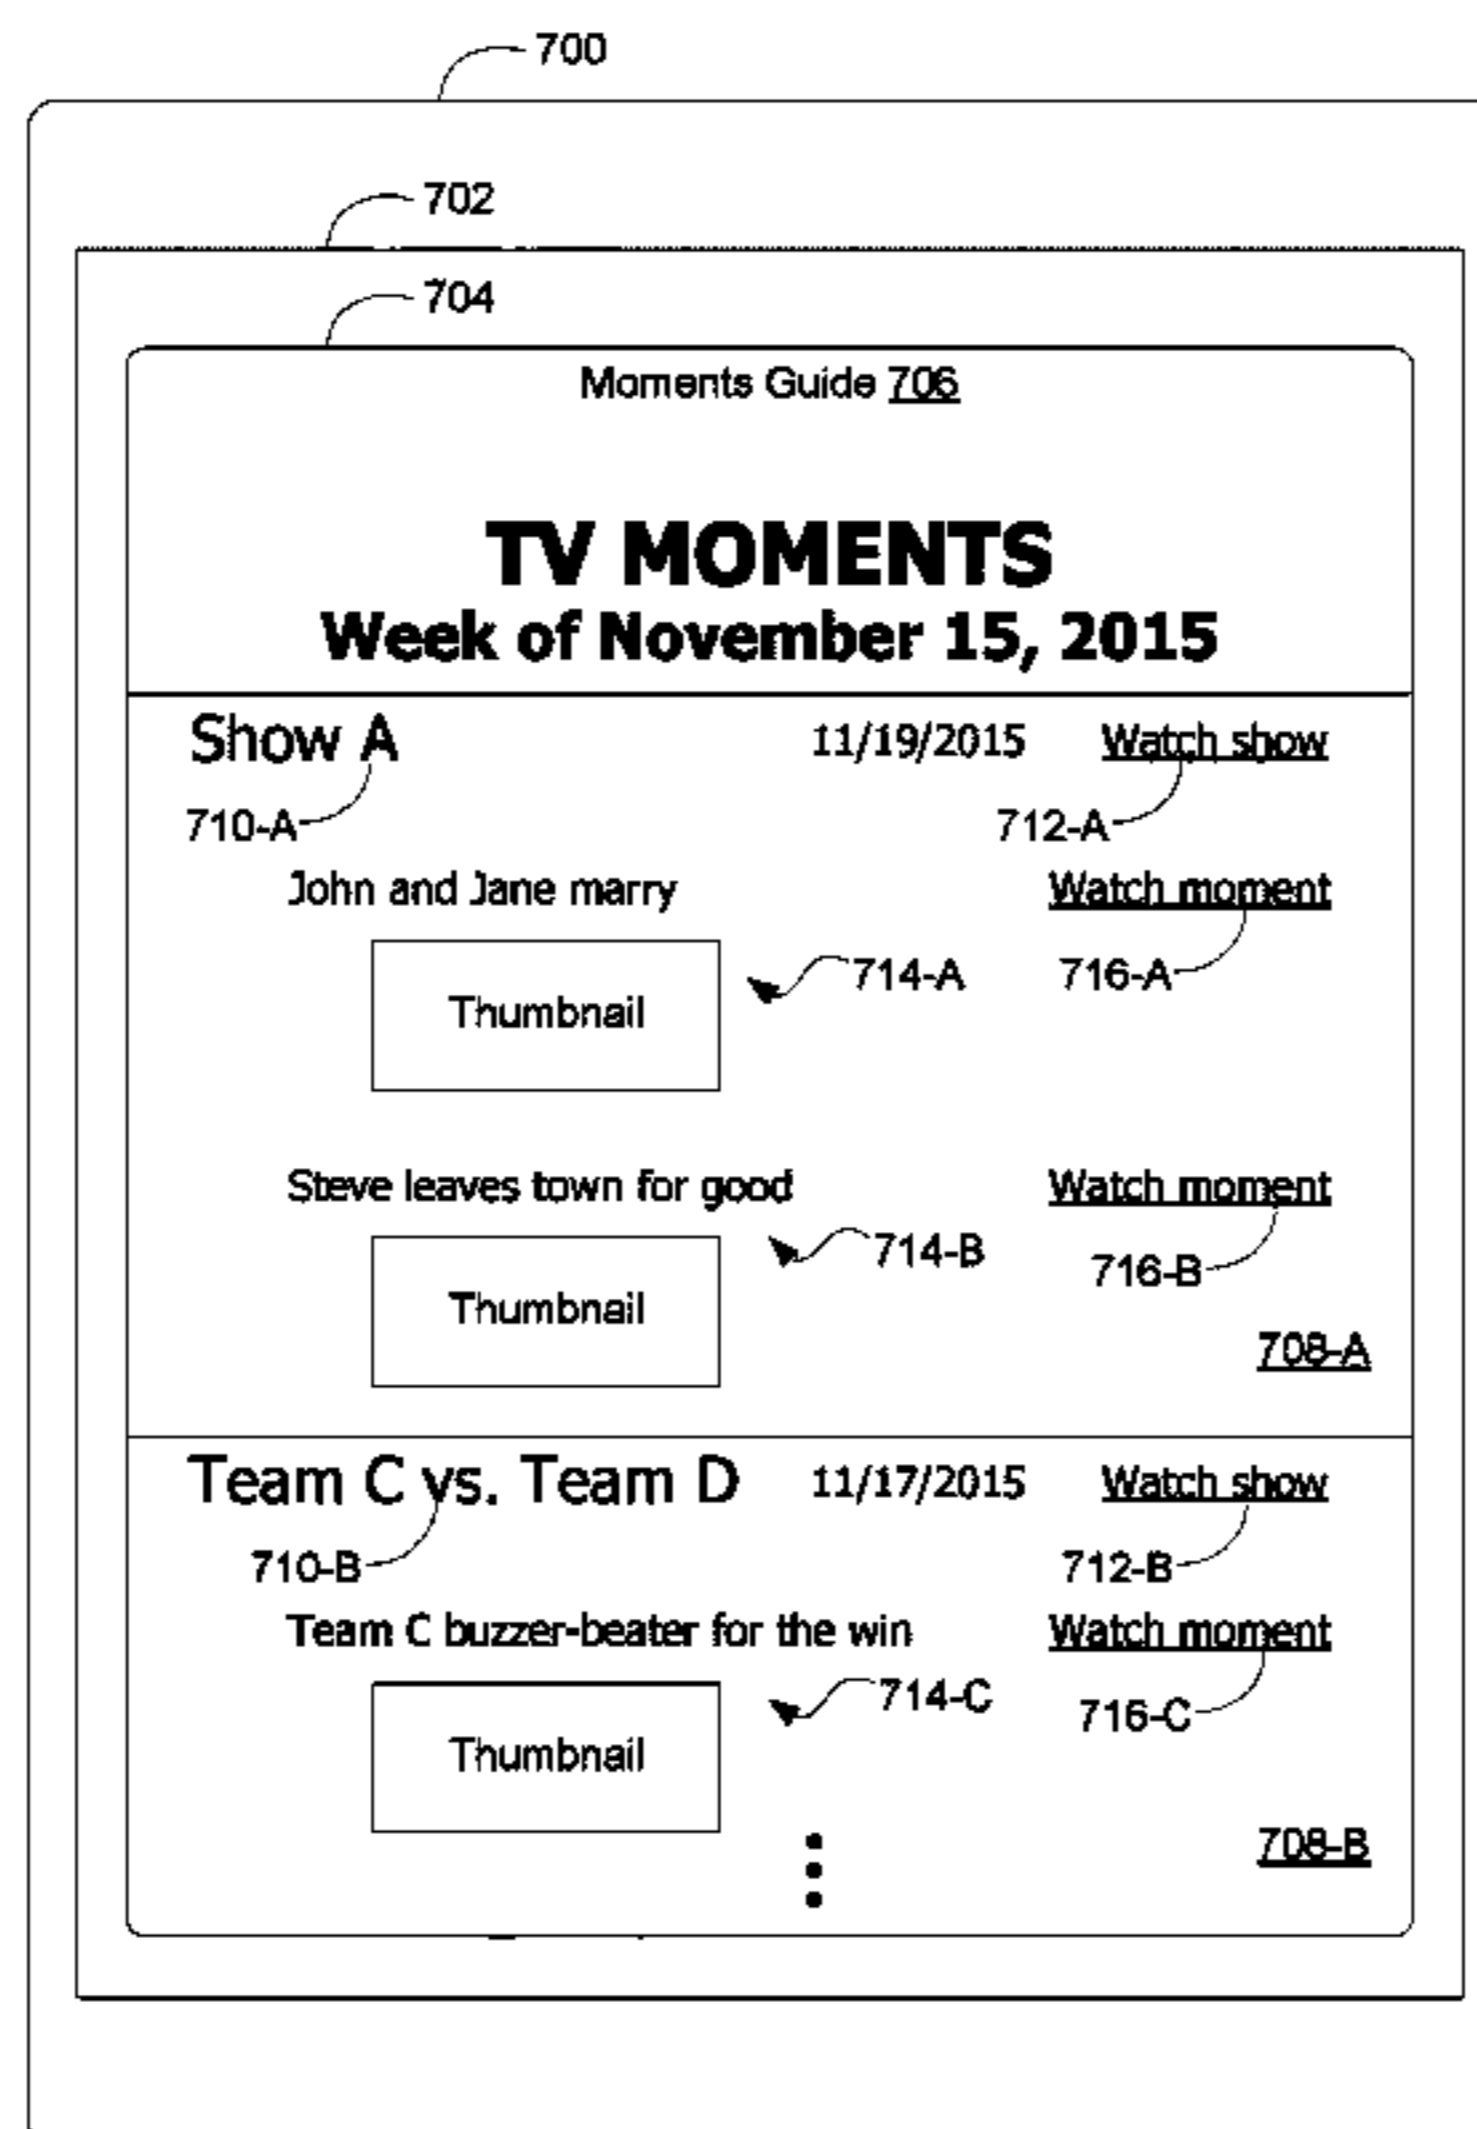 700
702
704
Moments Guide 706
TV MOMENTS
Week of November 15, 2015
Show A 11/19/2015 Watch show
710-A 712-A
John and Jane marry Watch moment
714-A 716-A
Thumbnail
Steve leaves town for good Watch moment
714-B 716-B
Thumbnail
708-A
Team C vs. Team D 11/17/2015 Watch show
710-B 712-B
Team C buzzer-beater for the win Watch moment
714-C 716-C
Thumbnail
708-B